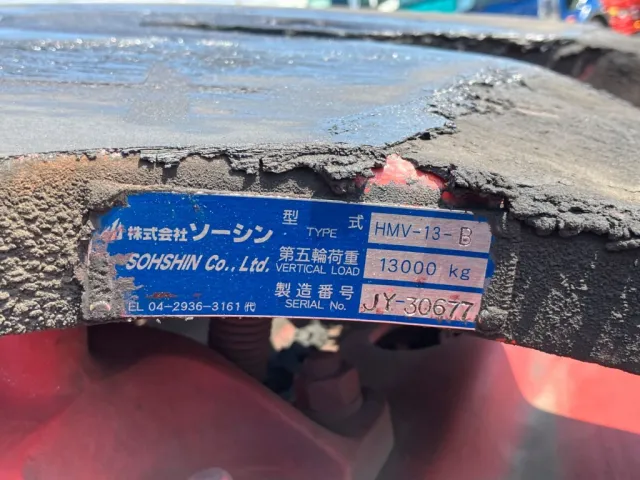 株式会社 ソーシン
SOHSHIN Co., Ltd.
EL 04-2936-3161 代
型式 HMV-13-B
TYPE
第五輪荷重 13000 kg
VERTICAL LOAD
製造番号 JY-30677
SERIAL No.